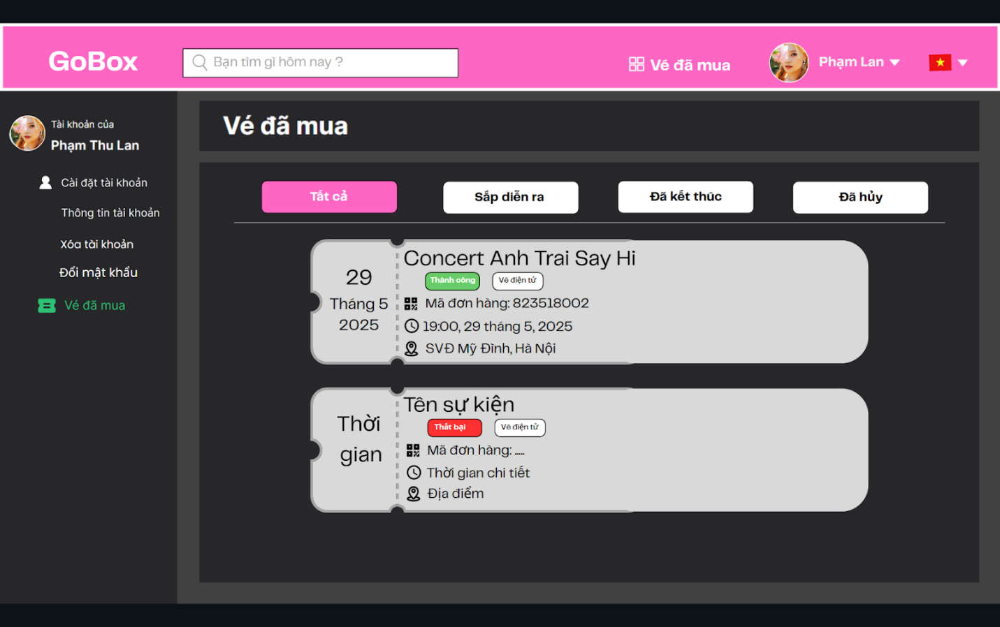 GoBox
Bạn tìm gì hôm nay ?
Vé đã mua
Phạm Lan
Tài khoản của
Phạm Thu Lan
Cài đặt tài khoản
Thông tin tài khoản
Xóa tài khoản
Đổi mật khẩu
Vé đã mua
Vé đã mua
Tất cả
Sắp diễn ra
Đã kết thúc
Đã hủy
29
Tháng 5
2025
Concert Anh Trai Say Hi
Thành công
Vé điện tử
Mã đơn hàng: 823518002
19:00, 29 tháng 5, 2025
SVĐ Mỹ Đình, Hà Nội
Thời
gian
Tên sự kiện
Thất bại
Vé điện tử
Mã đơn hàng: ....
Thời gian chi tiết
Địa điểm